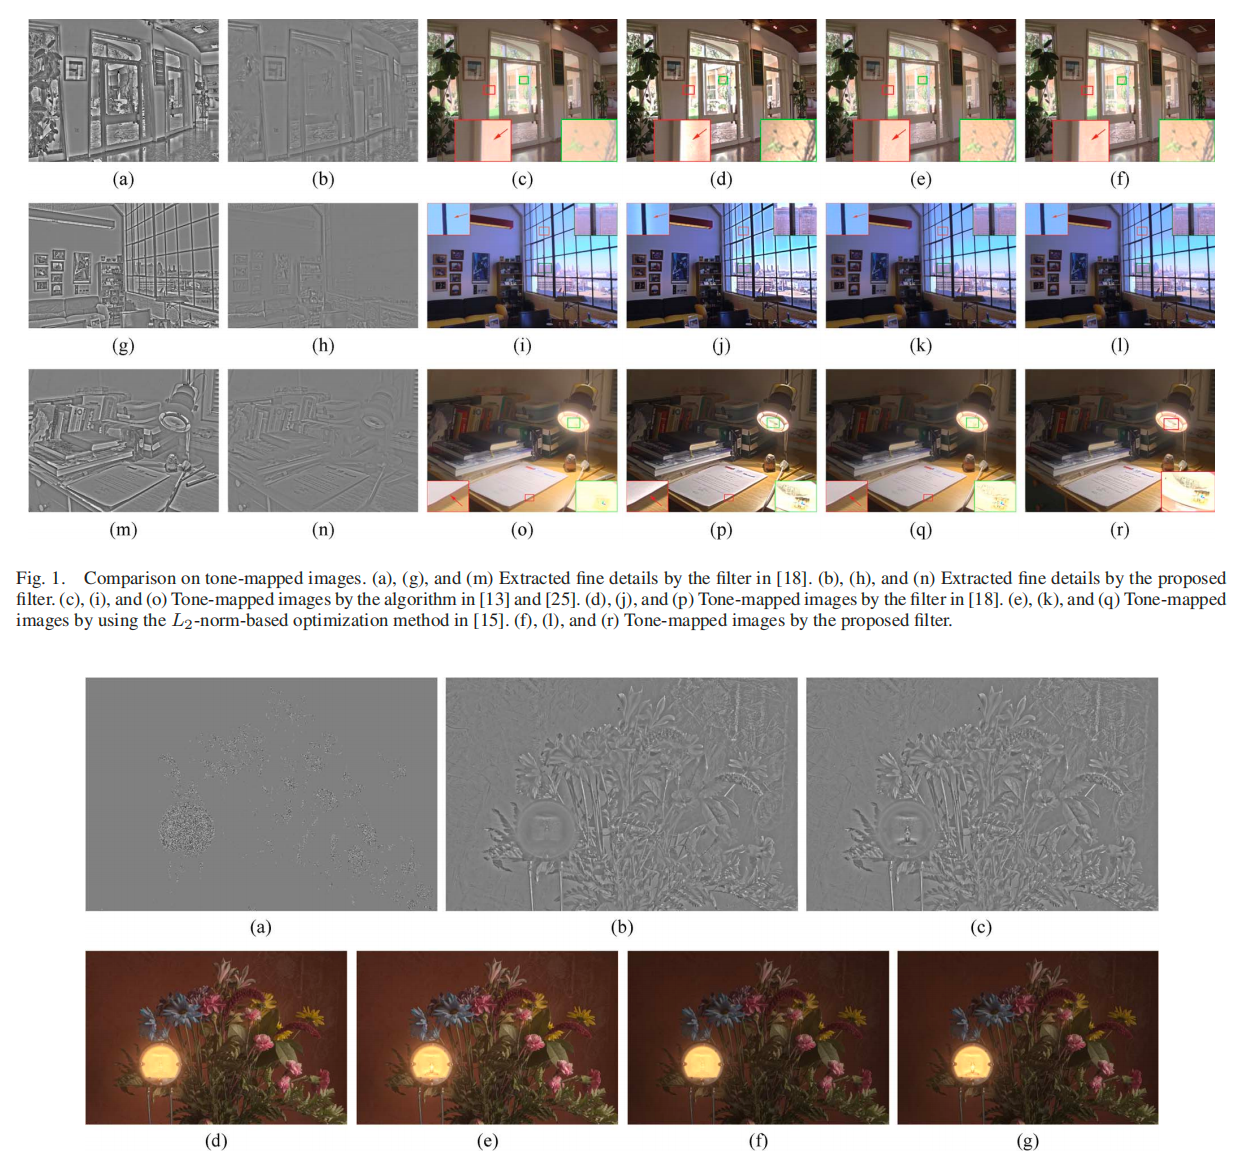 (a) (b) (c) (d) (e) (f)
(g) (h) (i) (j) (k) (l)
(m) (n) (o) (p) (q) (r)
Fig. 1. Comparison on tone-mapped images. (a), (g), and (m) Extracted fine details by the filter in [18]. (b), (h), and (n) Extracted fine details by the proposed
filter. (c), (i), and (o) Tone-mapped images by the algorithm in [13] and [25]. (d), (j), and (p) Tone-mapped images by the filter in [18]. (e), (k), and (q) Tone-mapped
images by using the L₂-norm-based optimization method in [15]. (f), (l), and (r) Tone-mapped images by the proposed filter.
(a) (b) (c)
(d) (e) (f) (g)